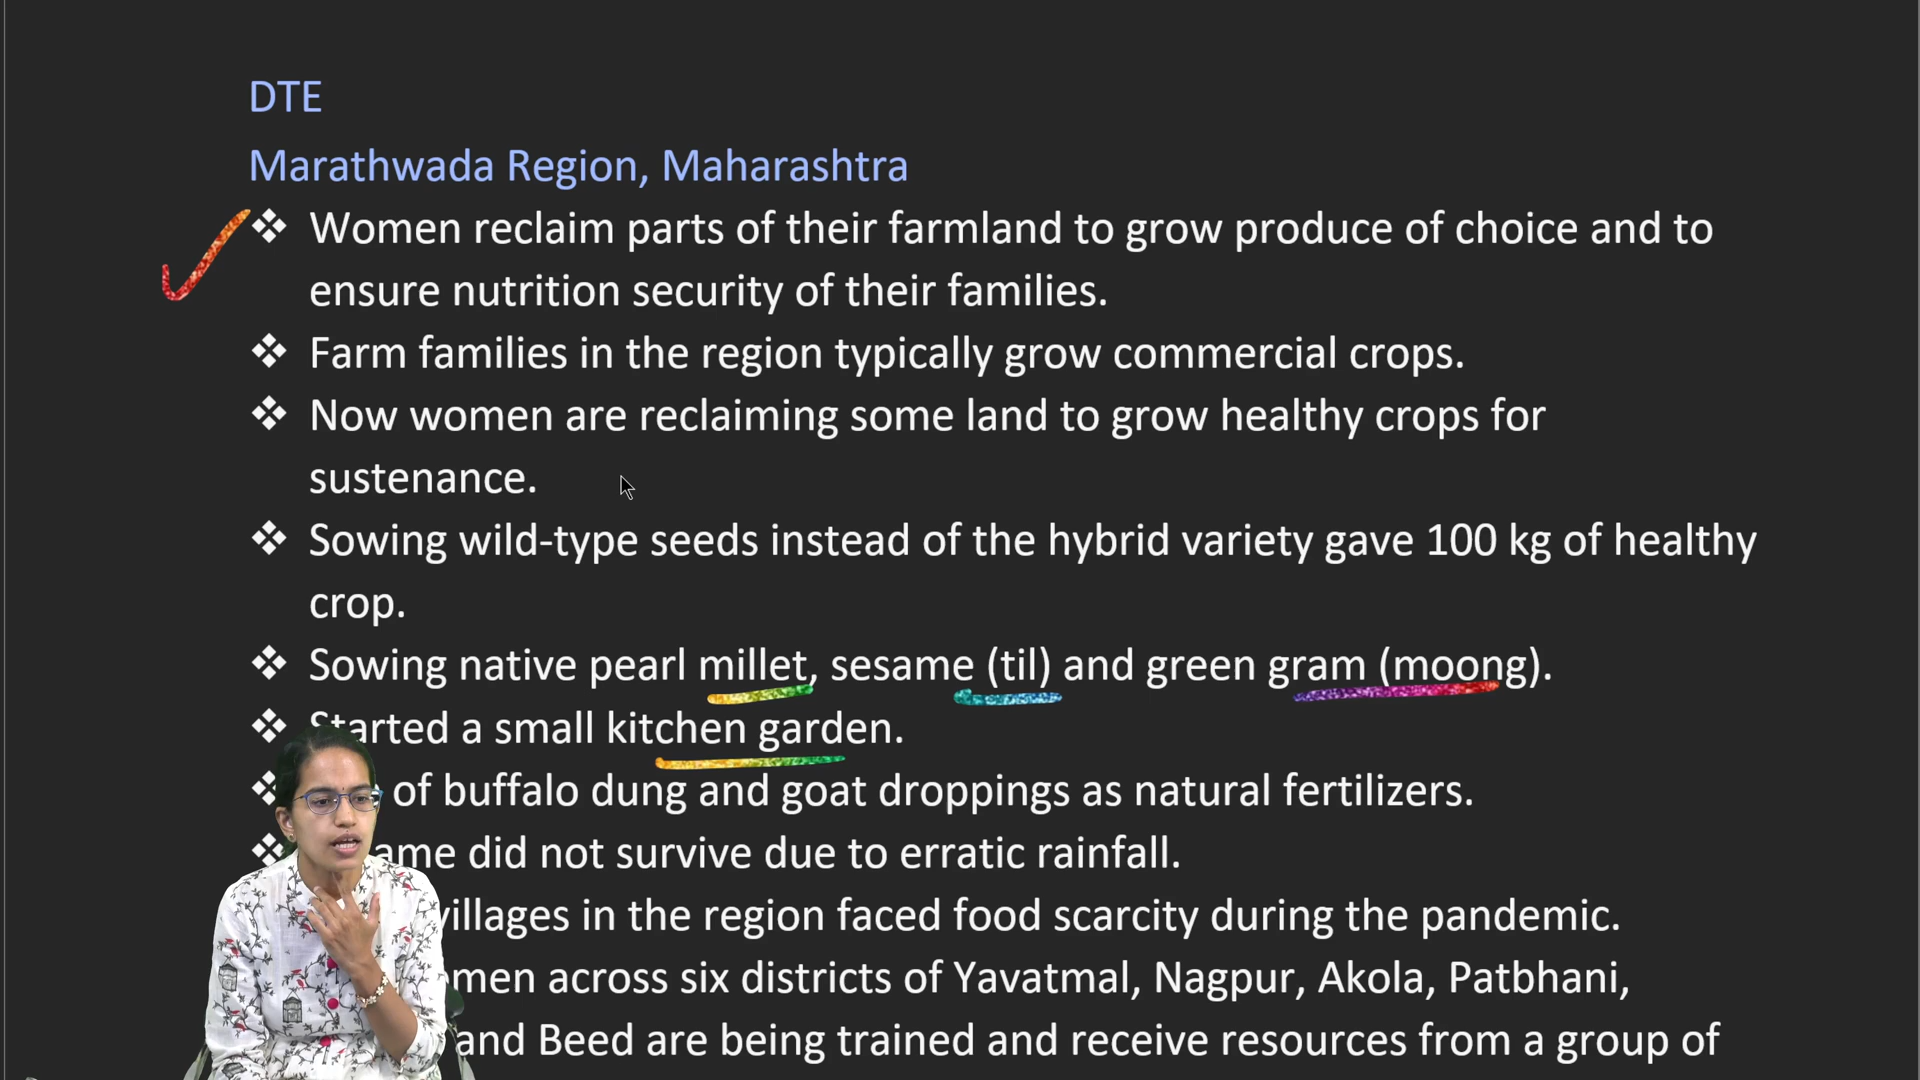 DTE
Marathwada Region, Maharashtra
❖ Women reclaim parts of their farmland to grow produce of choice and to
ensure nutrition security of their families.
❖ Farm families in the region typically grow commercial crops.
❖ Now women are reclaiming some land to grow healthy crops for
sustenance.
❖ Sowing wild-type seeds instead of the hybrid variety gave 100 kg of healthy
crop.
❖ Sowing native pearl millet, sesame (til) and green gram (moong).
❖ Started a small kitchen garden.
❖ of buffalo dung and goat droppings as natural fertilizers.
❖ did not survive due to erratic rainfall.
villages in the region faced food scarcity during the pandemic.
across six districts of Yavatmal, Nagpur, Akola, Patbhani,
and Beed are being trained and receive resources from a group of